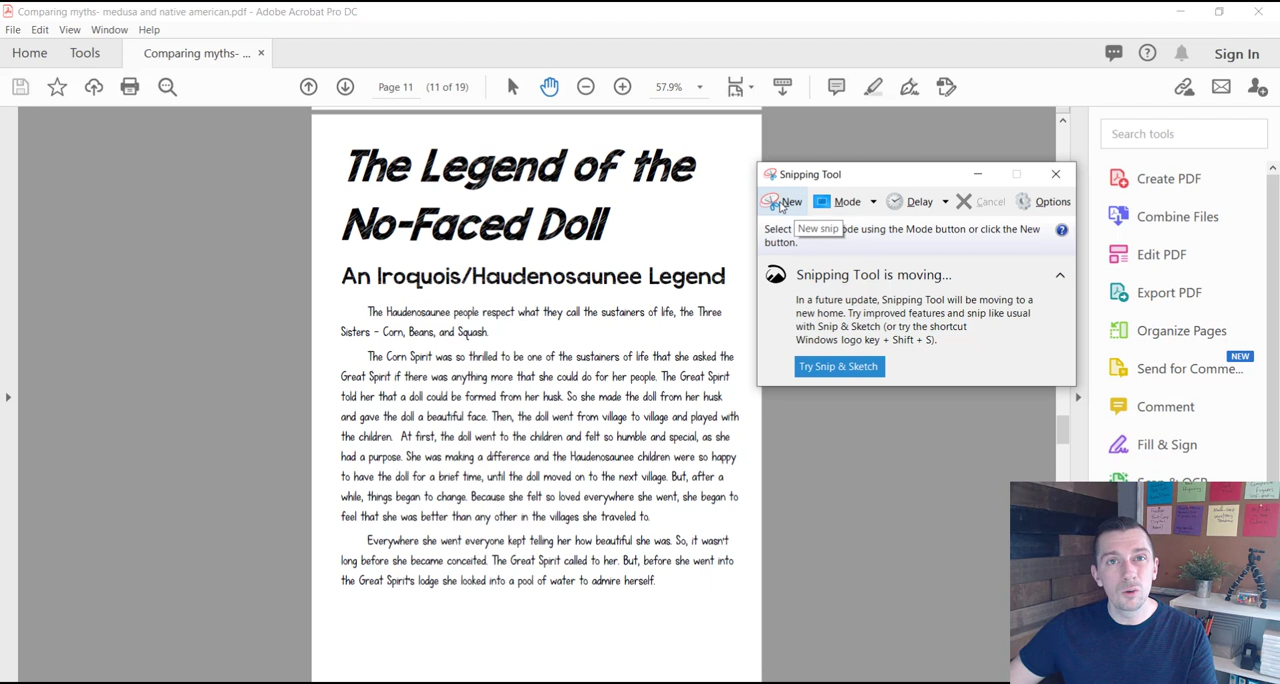 Comparing myths- medusa and native american.pdf - Adobe Acrobat Pro DC
File Edit View Window Help
Home Tools Comparing myths- ... × Sign In
Page 11 (11 of 19) 57.9%
The Legend of the
No-Faced Doll
An Iroquois/Haudenosaunee Legend
The Haudenosaunee people respect what they call the sustainers of life, the Three
Sisters - Corn, Beans, and Squash.
The Corn Spirit was so thrilled to be one of the sustainers of life that she asked the
Great Spirit if there was anything more that she could do for her people. The Great Spirit
told her that a doll could be formed from her husk. So she made the doll from her husk
and gave the doll a beautiful face. Then, the doll went from village to village and played with
the children. At first, the doll went to the children and felt so humble and special, as she
had a purpose. She was making a difference and the Haudenosaunee children were so happy
to have the doll for a brief time, until the doll moved on to the next village. But, after a
while, things began to change. Because she felt so loved everywhere she went, she began to
feel that she was better than any other in the villages she traveled to.
Everywhere she went everyone kept telling her how beautiful she was. So, it wasn't
long before she became conceited. The Great Spirit called to her. But, before she went into
the Great Spirit's lodge she looked into a pool of water to admire herself.
Snipping Tool
New Mode Delay Cancel Options
Select ode using the Mode button or click the New
button.
New snip
Snipping Tool is moving...
In a future update, Snipping Tool will be moving to a
new home. Try improved features and snip like usual
with Snip & Sketch (or try the shortcut
Windows logo key + Shift + S).
Try Snip & Sketch
Search tools
Create PDF
Combine Files
Edit PDF
Export PDF
Organize Pages
NEW
Send for Comme...
Comment
Fill & Sign
Scan & OCR